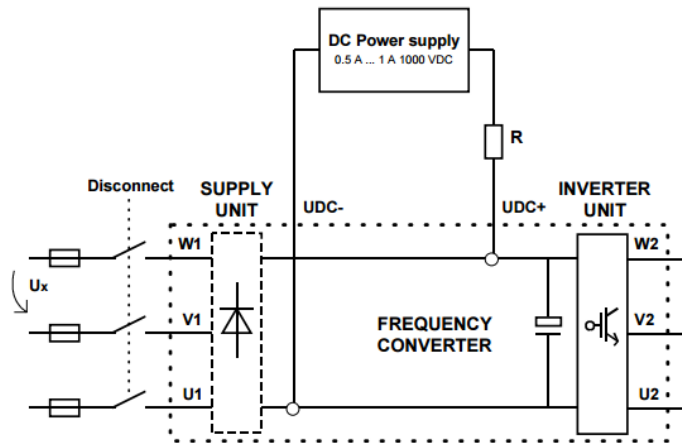 DC Power supply
0.5 A ... 1 A 1000 VDC
R
Disconnect
SUPPLY
UNIT
UDC-
UDC+
INVERTER
UNIT
W1
W2
Ux
V1
FREQUENCY
CONVERTER
V2
U1
U2